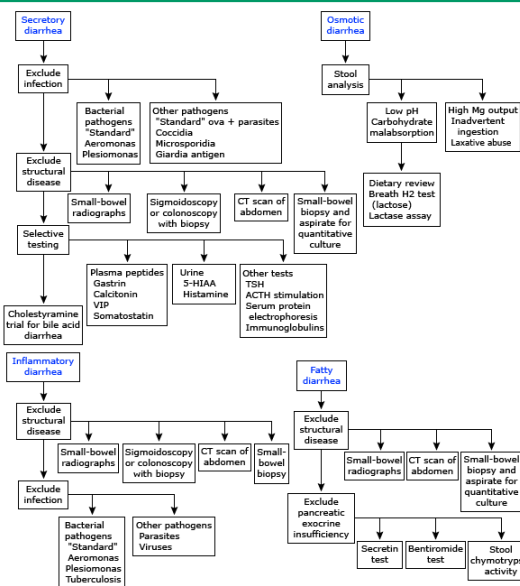 Secretory
diarrhea
Exclude
infection
Bacterial
pathogens
"Standard"
Aeromonas
Plesiomonas
Other pathogens
"Standard" ova + parasites
Coccidia
Microsporidia
Giardia antigen
Exclude
structural
disease
Small-bowel
radiographs
Sigmoidoscopy
or colonoscopy
with biopsy
CT scan of
abdomen
Small-bowel
biopsy and
aspirate for
quantitative
culture
Selective
testing
Plasma peptides
Gastrin
Calcitonin
VIP
Somatostatin
Urine
5-HIAA
Histamine
Other tests
TSH
ACTH stimulation
Serum protein
electrophoresis
Immunoglobulins
Cholestyramine
trial for bile acid
diarrhea
Osmotic
diarrhea
Stool
analysis
Low pH
Carbohydrate
malabsorption
High Mg output
Inadvertent
ingestion
Laxative abuse
Dietary review
Breath H2 test
(lactose)
Lactase assay
Inflammatory
diarrhea
Exclude
structural
disease
Small-bowel
radiographs
Sigmoidoscopy
or colonoscopy
with biopsy
CT scan of
abdomen
Small-
bowel
biopsy
Exclude
infection
Bacterial
pathogens
"Standard"
Aeromonas
Plesiomonas
Tuberculosis
Other pathogens
Parasites
Viruses
Fatty
diarrhea
Exclude
structural
disease
Small-bowel
radiographs
CT scan of
abdomen
Small-bowel
biopsy and
aspirate for
quantitative
culture
Exclude
pancreatic
exocrine
insufficiency
Secretin
test
Bentiromide
test
Stool
chymotryps
activity